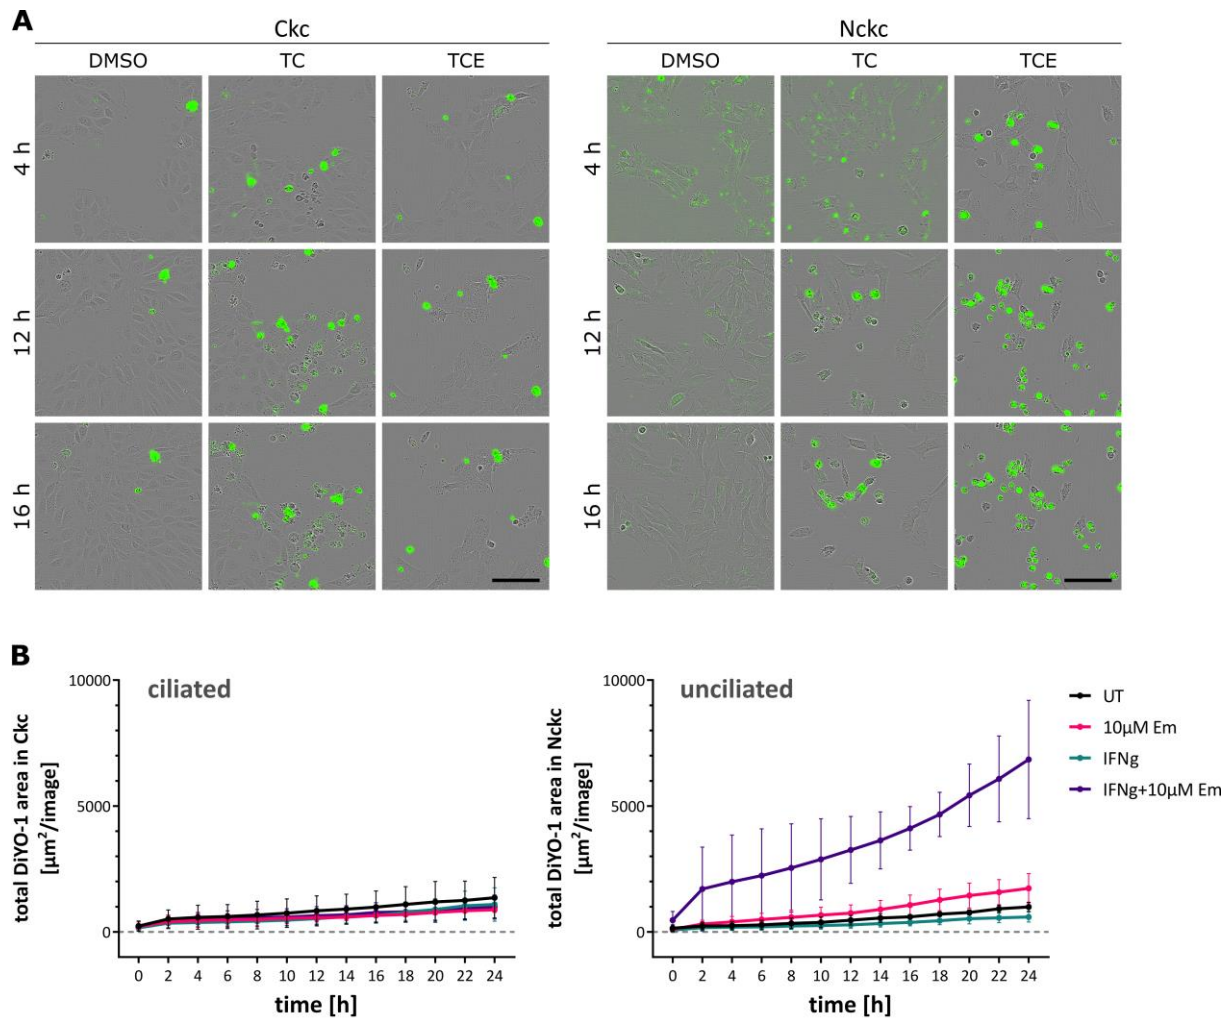 A
Ckc
Nckc
DMSO TC TCE
DMSO TC TCE
4 h
4 h
12 h
12 h
16 h
16 h
B
total DiYO-1 area in Ckc
[µm²/image]
10000
5000
0
ciliated
0 2 4 6 8 10 12 14 16 18 20 22 24
time [h]
total DiYO-1 area in Nckc
[µm²/image]
10000
5000
0
unciliated
0 2 4 6 8 10 12 14 16 18 20 22 24
time [h]
UT
10µM Em
IFNg
IFNg+10µM Em